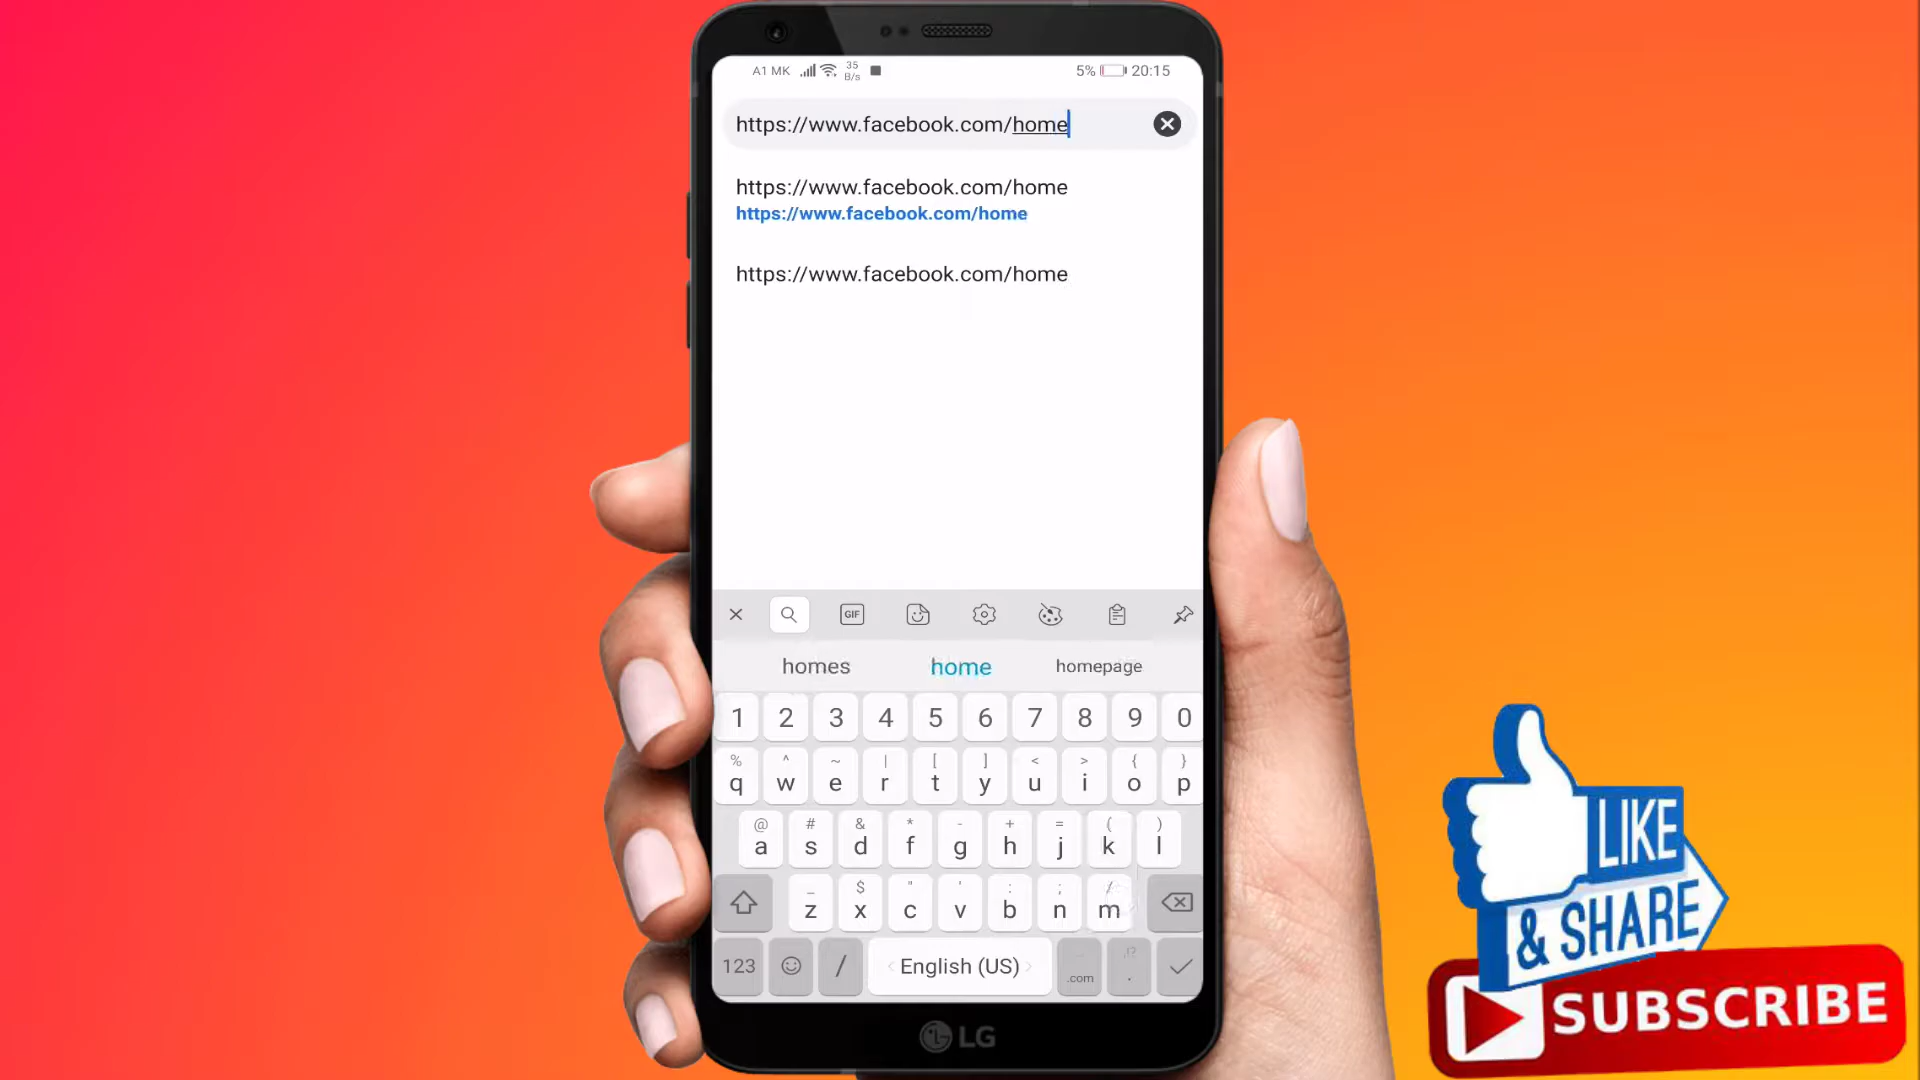 A1 MK 35 B/s 5% 20:15
https://www.facebook.com/home
https://www.facebook.com/home
https://www.facebook.com/home
https://www.facebook.com/home
GIF
homes home homepage
1 2 3 4 5 6 7 8 9 0
% ^ ~ | [ ] < > { }
q w e r t y u i o p
@ # & * - + = ( )
a s d f g h j k l
_ $ " ' : ; /
z x c v b n m
123 / English (US) .com ,!? .
LG
LIKE
& SHARE
SUBSCRIBE